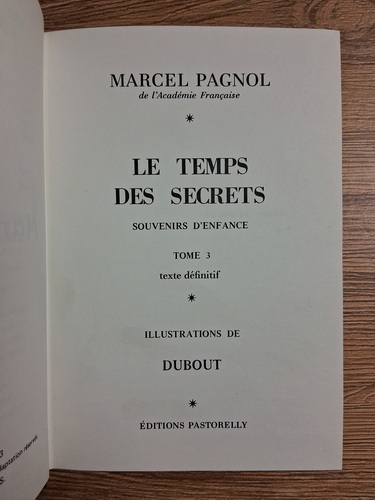 MARCEL PAGNOL
de l'Académie Française
LE TEMPS
DES SECRETS
SOUVENIRS D'ENFANCE
TOME 3
texte définitif
ILLUSTRATIONS DE
DUBOUT
ÉDITIONS PASTORELLY